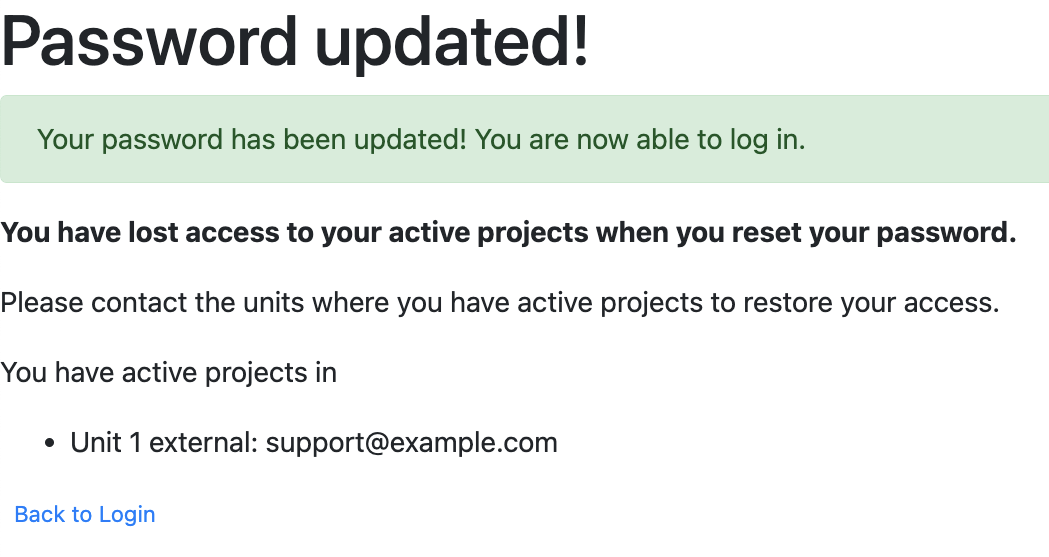 Password updated!
Your password has been updated! You are now able to log in.
You have lost access to your active projects when you reset your password.
Please contact the units where you have active projects to restore your access.
You have active projects in
• Unit 1 external: support@example.com
Back to Login